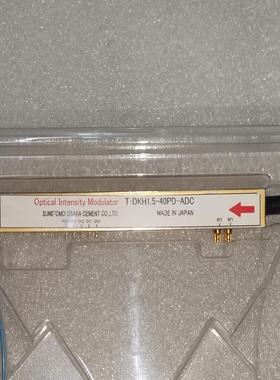 Optical Intensity Modulator T・DKH1.5-40PD-ADC
SUMITOMO OSAKA CEMENT CO.,LTD. MADE IN JAPAN